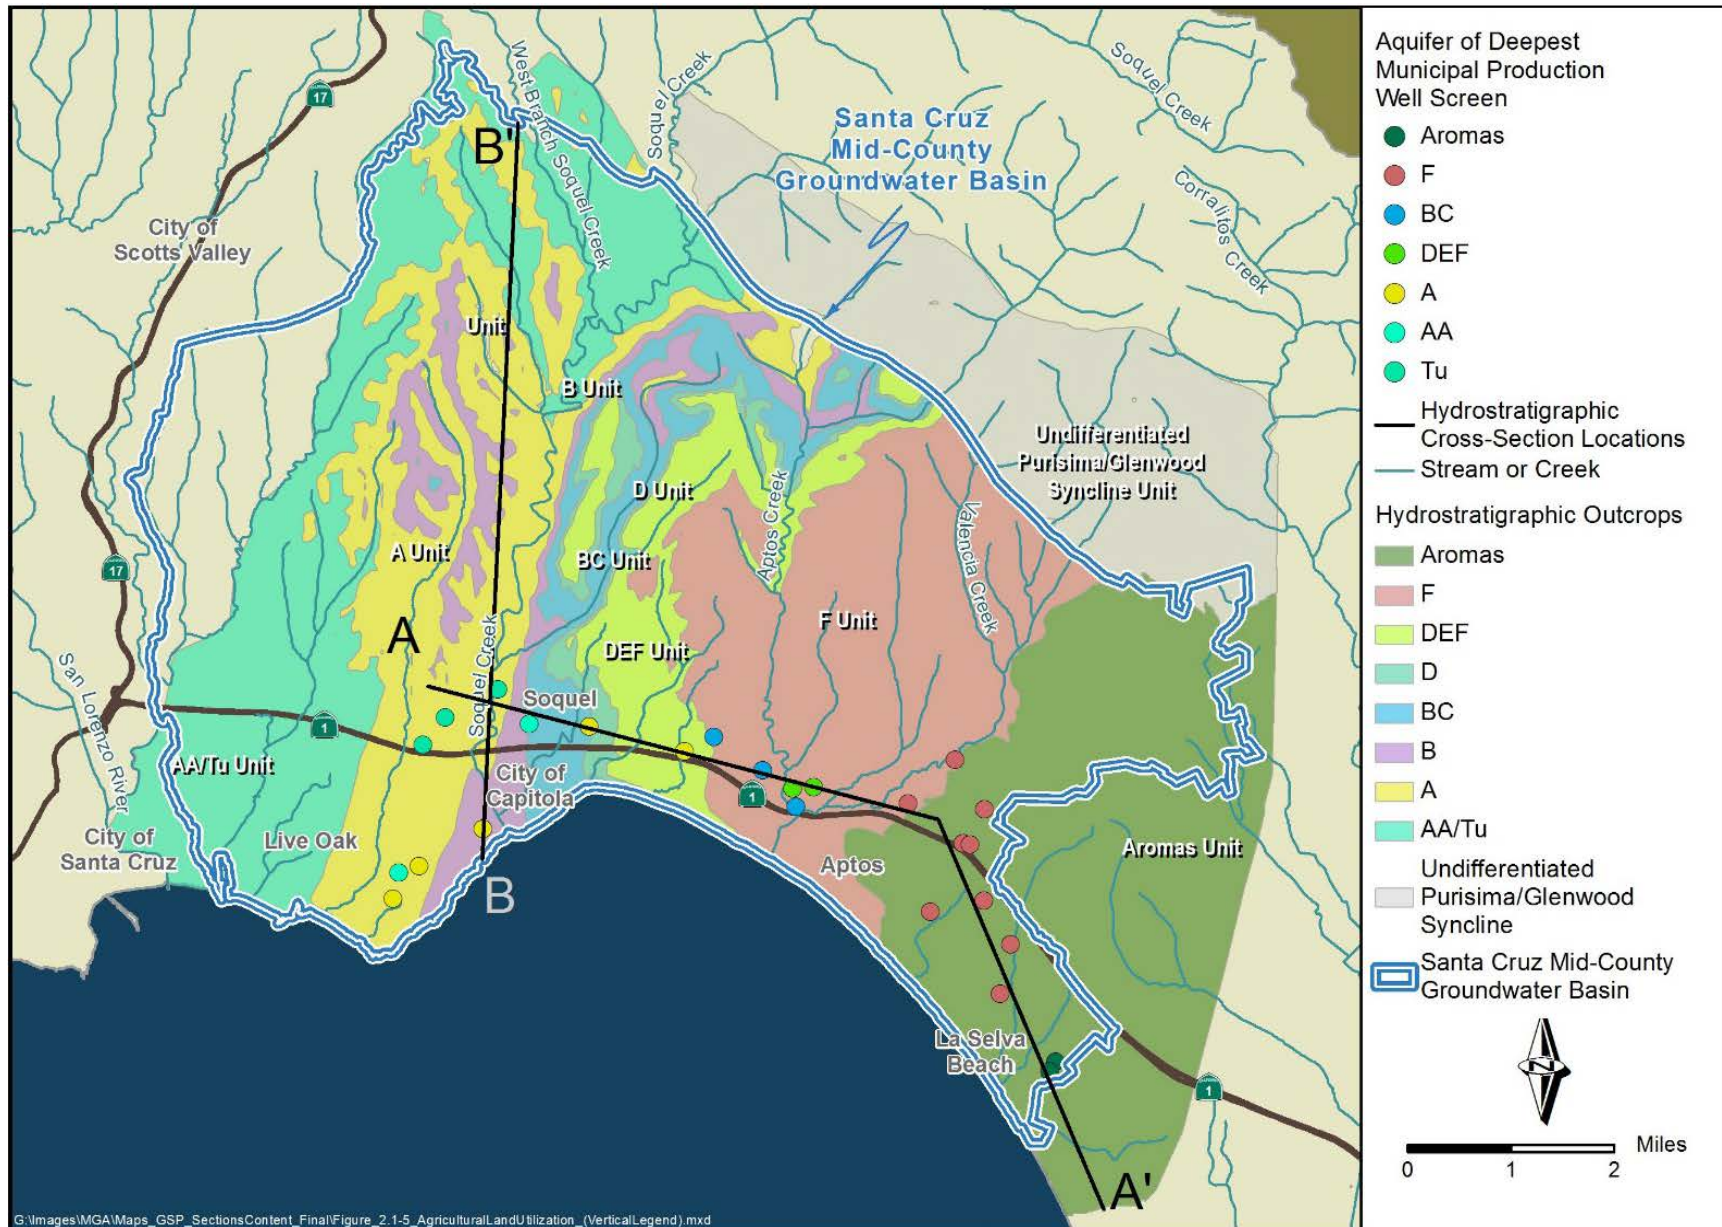 17
West Branch Soquel Creek
Soquel Creek
Soquel Creek
Santa Cruz
Mid-County
Groundwater Basin
B'
Corralitos
Creek
City of
Scotts Valley
Unit
B Unit
Undifferentiated
Purisima/Glenwood
Syncline Unit
D Unit
Aptos Creek
Valencia Creek
A Unit
BC Unit
17
F Unit
A
DEF Unit
Soquel Creek
San Lorenzo River
Soquel
1
AA/Tu Unit
City of
Capitola
1
Live Oak
City of
Santa Cruz
Aptos
Aromas Unit
B
La Selva
Beach
1
A'
G:\Images\MGA\Maps_GSP_SectionsContent_Final\Figure_2.1-5_AgriculturalLandUtilization_(VerticalLegend).mxd
Aquifer of Deepest
Municipal Production
Well Screen
Aromas
F
BC
DEF
A
AA
Tu
Hydrostratigraphic
Cross-Section Locations
Stream or Creek
Hydrostratigraphic Outcrops
Aromas
F
DEF
D
BC
B
A
AA/Tu
Undifferentiated
Purisima/Glenwood
Syncline
Santa Cruz Mid-County
Groundwater Basin
N
Miles
0 1 2